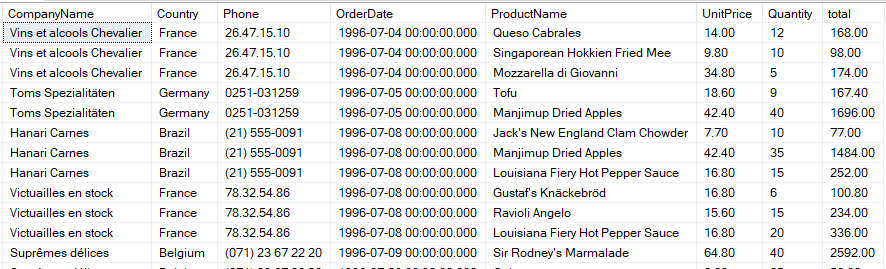 CompanyName Country Phone OrderDate ProductName UnitPrice Quantity total
Vins et alcools Chevalier France 26.47.15.10 1996-07-04 00:00:00.000 Queso Cabrales 14.00 12 168.00
Vins et alcools Chevalier France 26.47.15.10 1996-07-04 00:00:00.000 Singaporean Hokkien Fried Mee 9.80 10 98.00
Vins et alcools Chevalier France 26.47.15.10 1996-07-04 00:00:00.000 Mozzarella di Giovanni 34.80 5 174.00
Toms Spezialitäten Germany 0251-031259 1996-07-05 00:00:00.000 Tofu 18.60 9 167.40
Toms Spezialitäten Germany 0251-031259 1996-07-05 00:00:00.000 Manjimup Dried Apples 42.40 40 1696.00
Hanari Carnes Brazil (21) 555-0091 1996-07-08 00:00:00.000 Jack's New England Clam Chowder 7.70 10 77.00
Hanari Carnes Brazil (21) 555-0091 1996-07-08 00:00:00.000 Manjimup Dried Apples 42.40 35 1484.00
Hanari Carnes Brazil (21) 555-0091 1996-07-08 00:00:00.000 Louisiana Fiery Hot Pepper Sauce 16.80 15 252.00
Victuailles en stock France 78.32.54.86 1996-07-08 00:00:00.000 Gustaf's Knäckebröd 16.80 6 100.80
Victuailles en stock France 78.32.54.86 1996-07-08 00:00:00.000 Ravioli Angelo 15.60 15 234.00
Victuailles en stock France 78.32.54.86 1996-07-08 00:00:00.000 Louisiana Fiery Hot Pepper Sauce 16.80 20 336.00
Suprêmes délices Belgium (071) 23 67 22 20 1996-07-09 00:00:00.000 Sir Rodney's Marmalade 64.80 40 2592.00